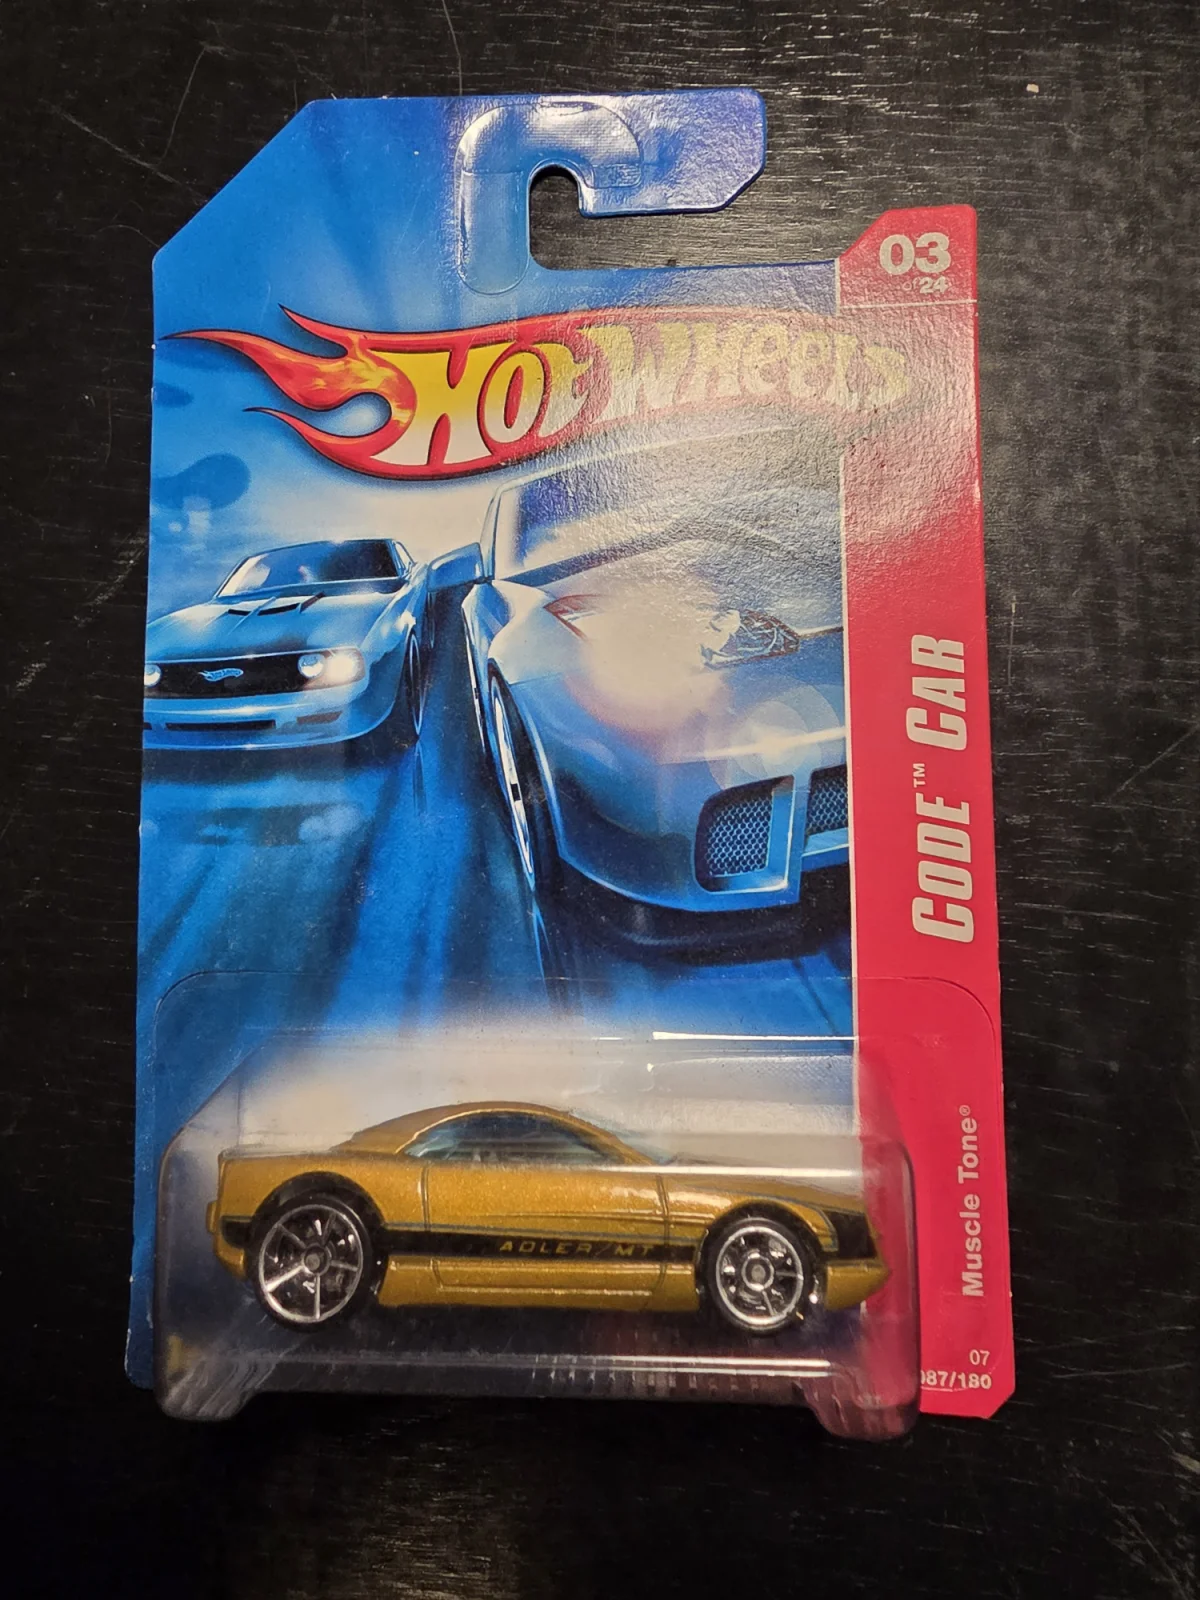 03
of 24
HOT WHEELS
CODE™ CAR
Muscle Tone®
ADLER/MT
07
087/180